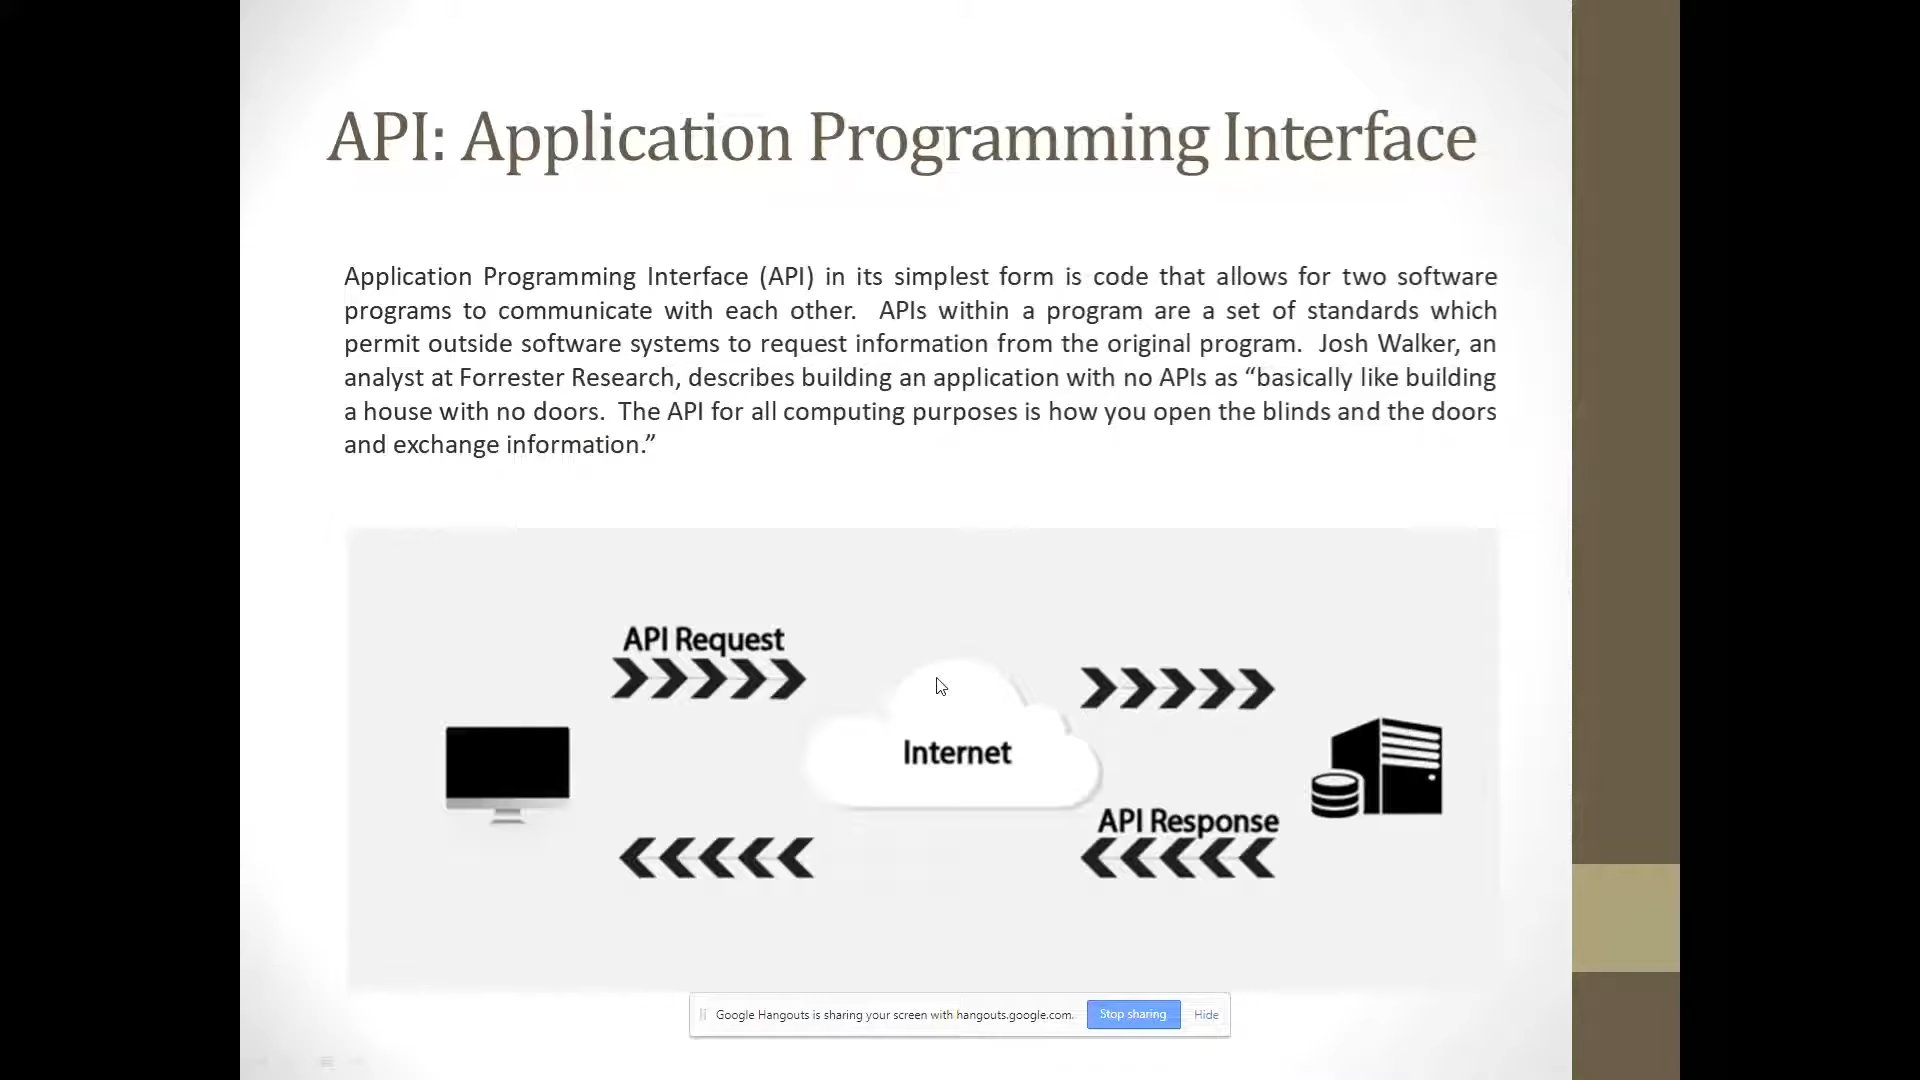 API: Application Programming Interface
Application Programming Interface (API) in its simplest form is code that allows for two software
programs to communicate with each other.  APIs within a program are a set of standards which
permit outside software systems to request information from the original program.  Josh Walker, an
analyst at Forrester Research, describes building an application with no APIs as “basically like building
a house with no doors.  The API for all computing purposes is how you open the blinds and the doors
and exchange information.”
API Request
Internet
API Response
Google Hangouts is sharing your screen with hangouts.google.com.
Stop sharing
Hide